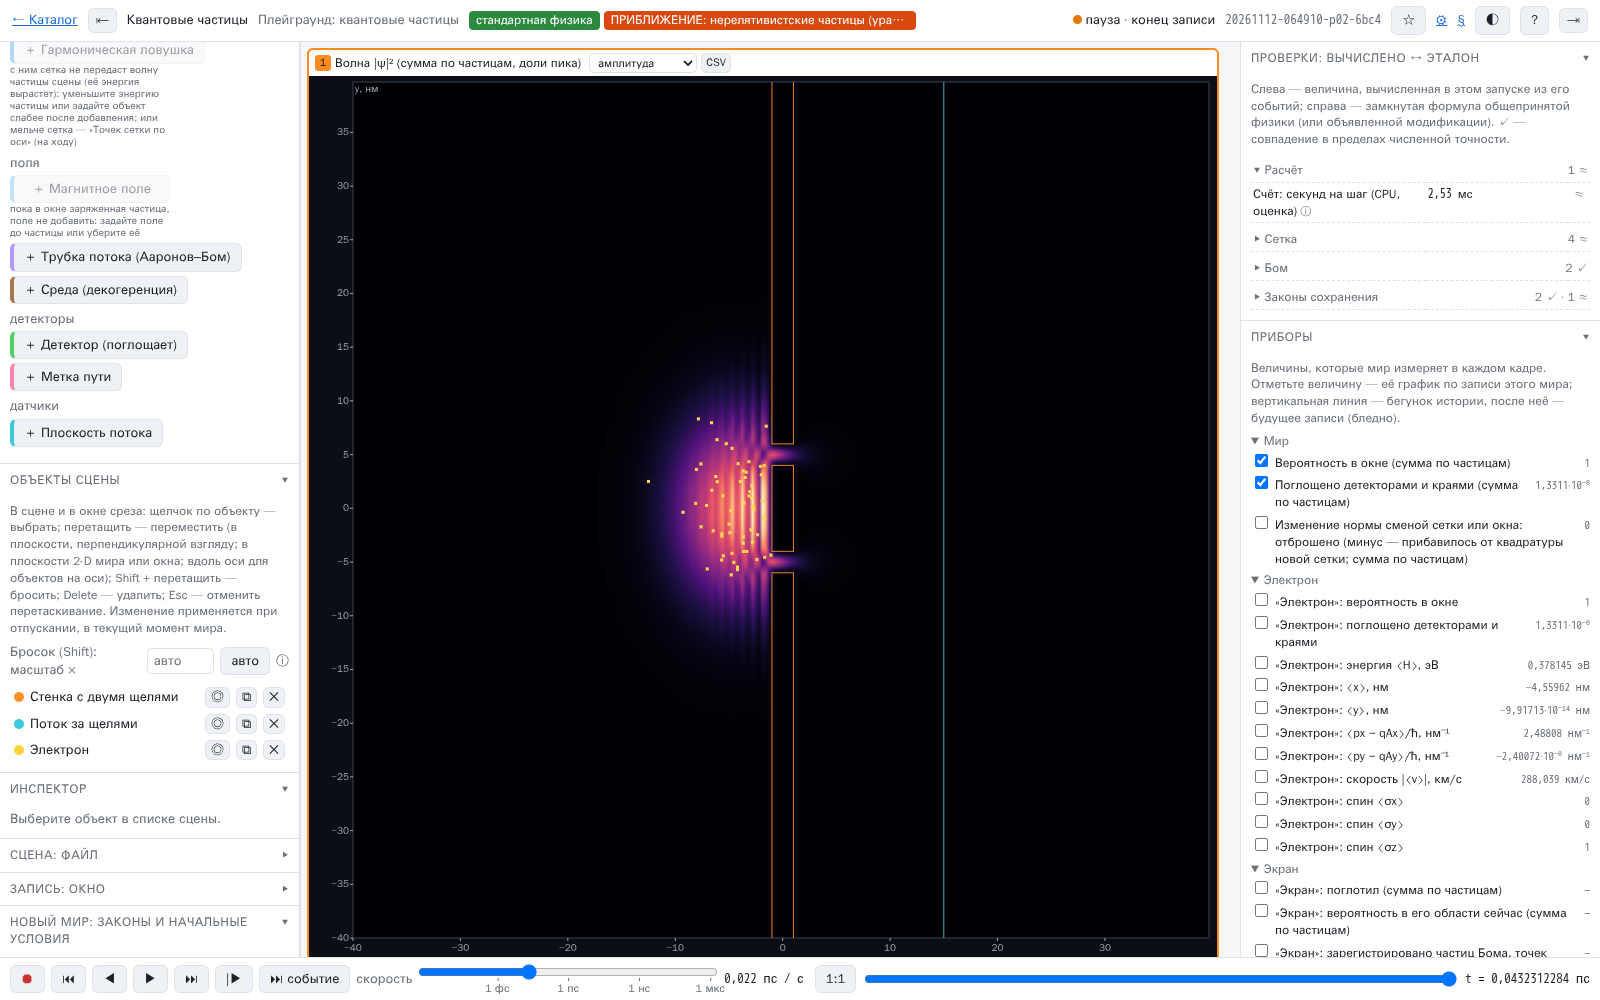 ← Каталог
Квантовые частицы
Плейграунд: квантовые частицы
стандартная физика
ПРИБЛИЖЕНИЕ: нерелятивистские частицы (ура…
пауза · конец записи
20261112-064910-p02-6bc4
+ Гармоническая ловушка
с ним сетка не передаст волну
частицы сцены (её энергия
вырастет): уменьшите энергию
частицы или задайте объект
слабее после добавления; или
мельче сетка — «Точек сетки по
оси» (на ходу)
поля
+ Магнитное поле
пока в окне заряженная частица,
поле не добавить: задайте поле
до частицы или уберите её
+ Трубка потока (Ааронов–Бом)
+ Среда (декогеренция)
детекторы
+ Детектор (поглощает)
+ Метка пути
датчики
+ Плоскость потока
ОБЪЕКТЫ СЦЕНЫ
В сцене и в окне среза: щелчок по объекту —
выбрать; перетащить — переместить (в
плоскости, перпендикулярной взгляду; в
плоскости 2-D мира или окна; вдоль оси для
объектов на оси); Shift + перетащить —
бросить; Delete — удалить; Esc — отменить
перетаскивание. Изменение применяется при
отпускании, в текущий момент мира.
Бросок (Shift):
масштаб ×
авто
авто
Стенка с двумя щелями
Поток за щелями
Электрон
ИНСПЕКТОР
Выберите объект в списке сцены.
СЦЕНА: ФАЙЛ
ЗАПИСЬ: ОКНО
НОВЫЙ МИР: ЗАКОНЫ И НАЧАЛЬНЫЕ
УСЛОВИЯ
1 Волна |ψ|² (сумма по частицам, доли пика)
амплитуда
CSV
y, нм
35
30
25
20
15
10
5
0
−5
−10
−15
−20
−25
−30
−35
−40
−40 −30 −20 −10 0 10 20 30
ПРОВЕРКИ: ВЫЧИСЛЕНО ↔ ЭТАЛОН
Слева — величина, вычисленная в этом запуске из его
событий; справа — замкнутая формула общепринятой
физики (или объявленной модификации). ✓ —
совпадение в пределах численной точности.
Расчёт 1 ≈
Счёт: секунд на шаг (CPU, 2,53 мс ≈
оценка) ⓘ
Сетка 4 ≈
Бом 2 ✓
Законы сохранения 2 ✓ · 1 ≈
ПРИБОРЫ
Величины, которые мир измеряет в каждом кадре.
Отметьте величину — её график по записи этого мира;
вертикальная линия — бегунок истории, после неё —
будущее записи (бледно).
Мир
Вероятность в окне (сумма по частицам) 1
Поглощено детекторами и краями (сумма 1,3311·10⁻⁸
по частицам)
Изменение нормы сменой сетки или окна: 0
отброшено (минус — прибавилось от квадратуры
новой сетки; сумма по частицам)
Электрон
«Электрон»: вероятность в окне 1
«Электрон»: поглощено детекторами и 1,3311·10⁻⁸
краями
«Электрон»: энергия ⟨H⟩, эВ 0,378145 эВ
«Электрон»: ⟨x⟩, нм −4,55962 нм
«Электрон»: ⟨y⟩, нм −9,91713·10⁻¹⁴ нм
«Электрон»: ⟨px − qAx⟩/ħ, нм⁻¹ 2,48808 нм⁻¹
«Электрон»: ⟨py − qAy⟩/ħ, нм⁻¹ −2,40072·10⁻⁸ нм⁻¹
«Электрон»: скорость |⟨v⟩|, км/с 288,039 км/с
«Электрон»: спин ⟨σx⟩ 0
«Электрон»: спин ⟨σy⟩ 0
«Электрон»: спин ⟨σz⟩ 1
Экран
«Экран»: поглотил (сумма по частицам) –
«Экран»: вероятность в его области сейчас (сумма –
по частицам)
«Экран»: зарегистрировано частиц Бома, точек –
⏭ событие
скорость
1 фс 1 пс 1 нс 1 мкс
0,022 пс / с
1:1
t = 0,0432312284 пс